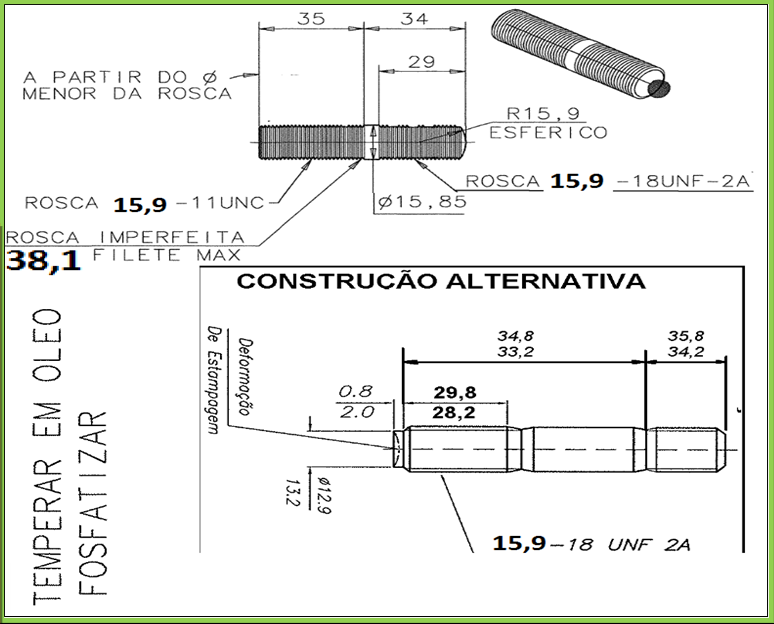 35
34
29
A PARTIR DO Ø
MENOR DA ROSCA
R15,9
ESFERICO
ROSCA 15,9 -18UNF-2A
ROSCA 15,9 -11UNC
Ø15,85
ROSCA IMPERFEITA
38,1 FILETE MAX
TEMPERAR EM OLEO
FOSFATIZAR
CONSTRUCÃO ALTERNATIVA
Deformação
De Estampagem
34,8
33,2
35,8
34,2
0.8
2.0
29,8
28,2
Ø12.9
13.2
15,9-18 UNF 2A